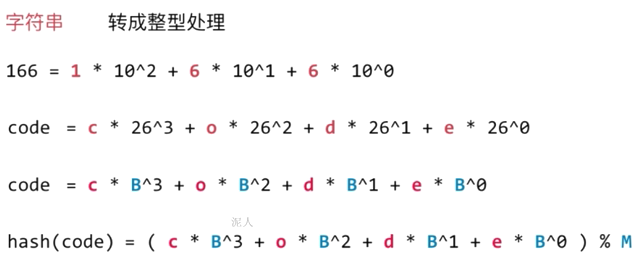 字符串 转成整型处理
166 = 1 * 10^2 + 6 * 10^1 + 6 * 10^0
code = c * 26^3 + o * 26^2 + d * 26^1 + e * 26^0
code = c * B^3 + o * B^2 + d * B^1 + e * B^0
泥人
hash(code) = ( c * B^3 + o * B^2 + d * B^1 + e * B^0 ) % M